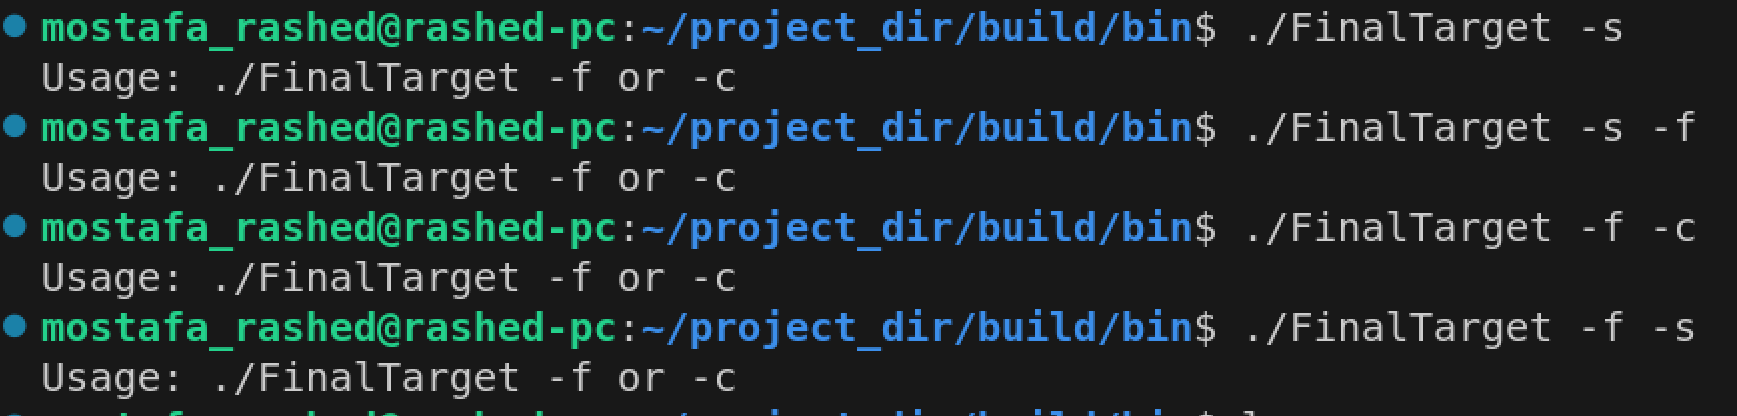 mostafa_rashed@rashed-pc:~/project_dir/build/bin$ ./FinalTarget -s
Usage: ./FinalTarget -f or -c
mostafa_rashed@rashed-pc:~/project_dir/build/bin$ ./FinalTarget -s -f
Usage: ./FinalTarget -f or -c
mostafa_rashed@rashed-pc:~/project_dir/build/bin$ ./FinalTarget -f -c
Usage: ./FinalTarget -f or -c
mostafa_rashed@rashed-pc:~/project_dir/build/bin$ ./FinalTarget -f -s
Usage: ./FinalTarget -f or -c